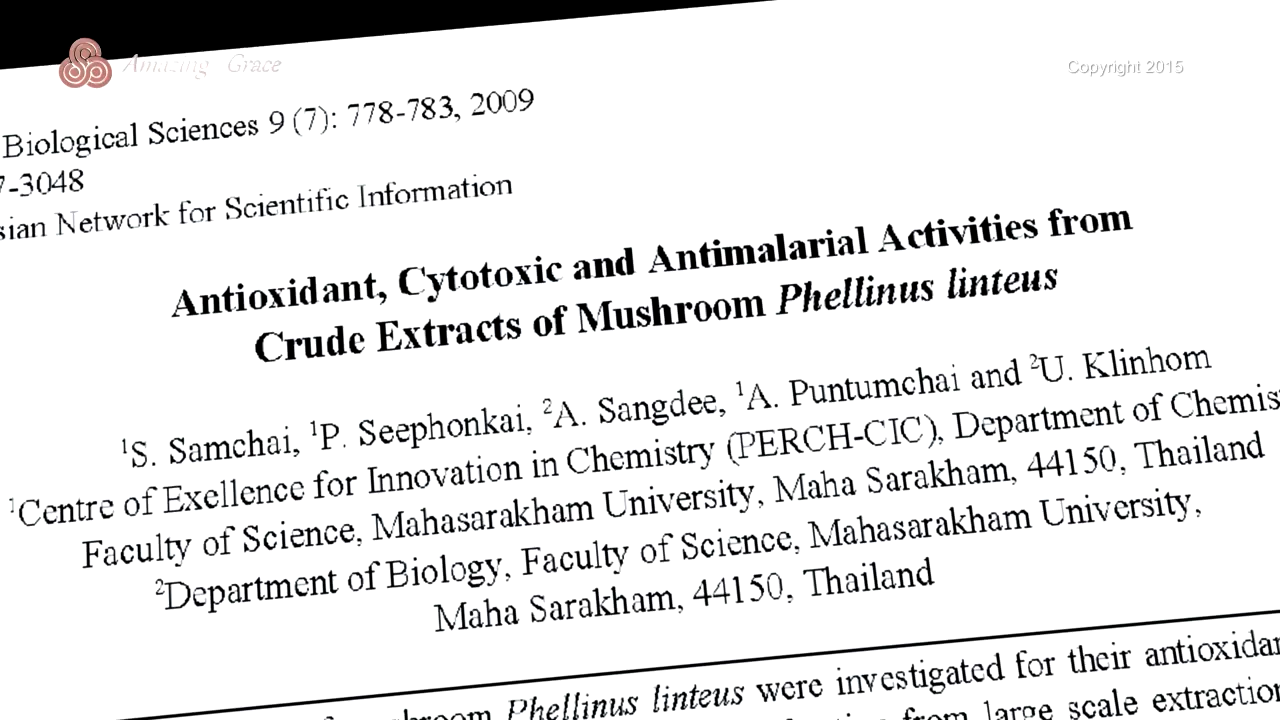 Amazing Grace
Copyright 2015
Biological Sciences 9 (7): 778-783, 2009
7-3048
sian Network for Scientific Information
Antioxidant, Cytotoxic and Antimalarial Activities from
Crude Extracts of Mushroom Phellinus linteus
¹S. Samchai, ¹P. Seephonkai, ²A. Sangdee, ¹A. Puntumchai and ²U. Klinhom
¹Centre of Exellence for Innovation in Chemistry (PERCH-CIC), Department of Chemis
Faculty of Science, Mahasarakham University, Maha Sarakham, 44150, Thailand
²Department of Biology, Faculty of Science, Mahasarakham University,
Maha Sarakham, 44150, Thailand
Phellinus linteus were investigated for their antioxidan
from large scale extraction